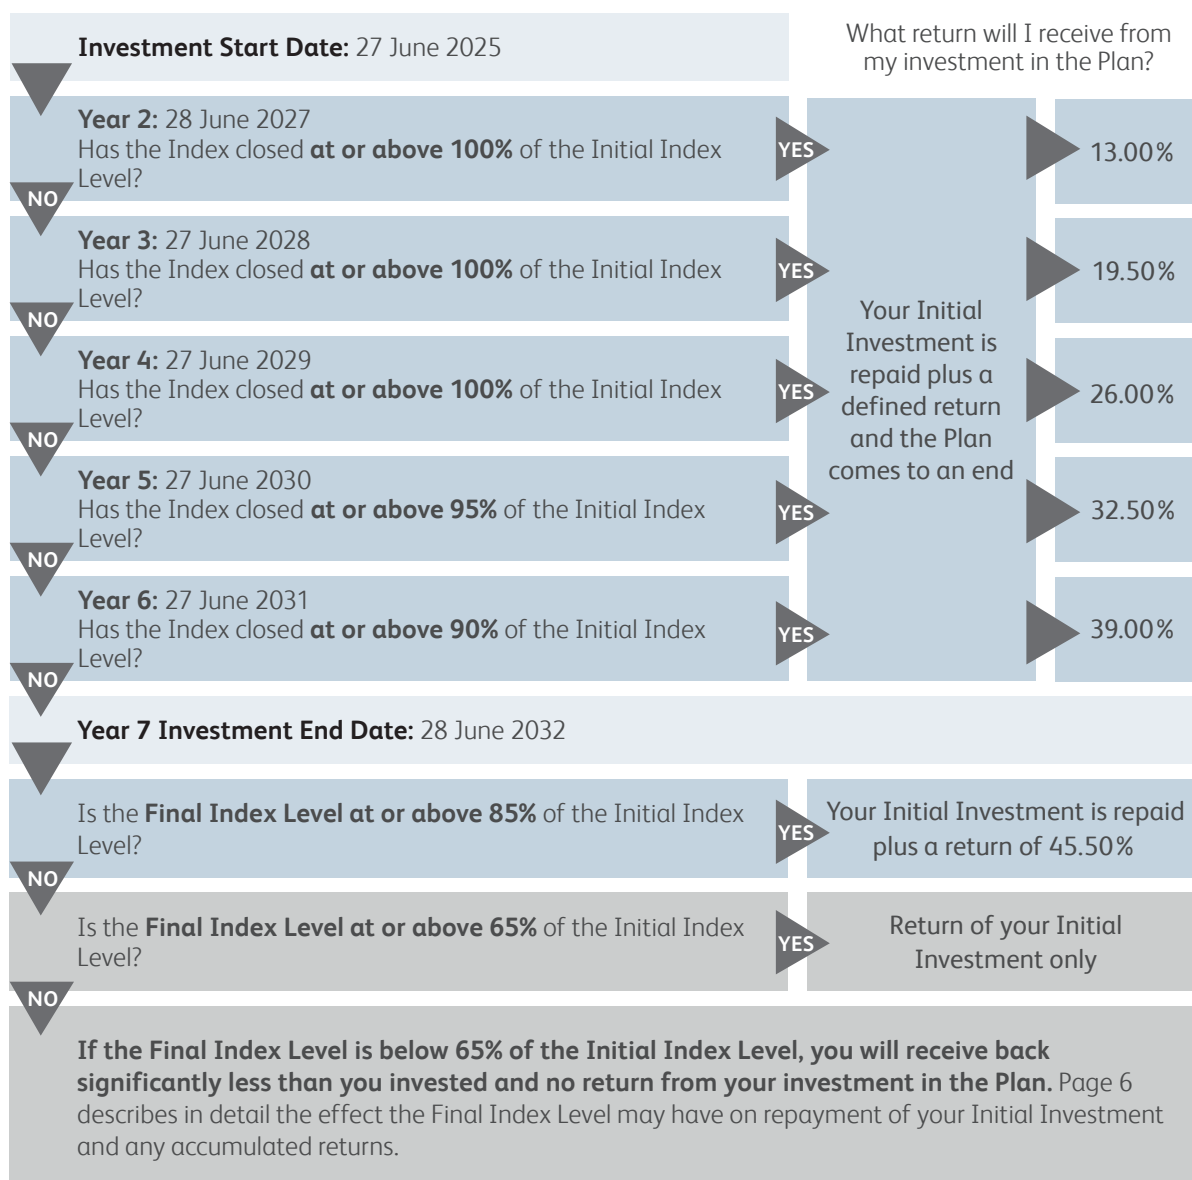 Investment Start Date: 27 June 2025
What return will I receive from
my investment in the Plan?
Year 2: 28 June 2027
Has the Index closed at or above 100% of the Initial Index
Level?
YES
13.00%
NO
Year 3: 27 June 2028
Has the Index closed at or above 100% of the Initial Index
Level?
YES
19.50%
NO
Year 4: 27 June 2029
Has the Index closed at or above 100% of the Initial Index
Level?
YES
26.00%
NO
Year 5: 27 June 2030
Has the Index closed at or above 95% of the Initial Index
Level?
YES
32.50%
NO
Year 6: 27 June 2031
Has the Index closed at or above 90% of the Initial Index
Level?
YES
39.00%
NO
Your Initial
Investment is
repaid plus a
defined return
and the Plan
comes to an end
Year 7 Investment End Date: 28 June 2032
Is the Final Index Level at or above 85% of the Initial Index
Level?
YES
Your Initial Investment is repaid
plus a return of 45.50%
NO
Is the Final Index Level at or above 65% of the Initial Index
Level?
YES
Return of your Initial
Investment only
NO
If the Final Index Level is below 65% of the Initial Index Level, you will receive back
significantly less than you invested and no return from your investment in the Plan. Page 6
describes in detail the effect the Final Index Level may have on repayment of your Initial Investment
and any accumulated returns.